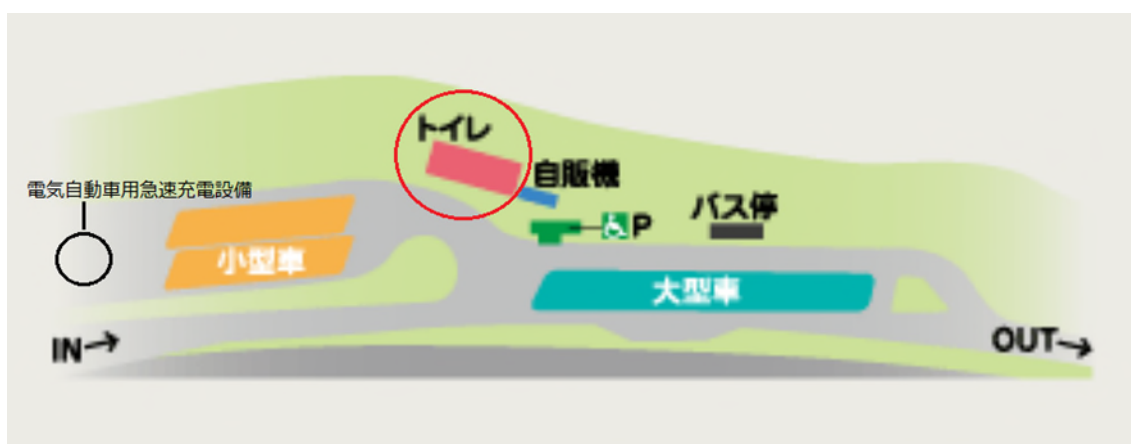 トイレ
自販機
電気自動車用急速充電設備
P
バス停
小型車
大型車
IN→
OUT→